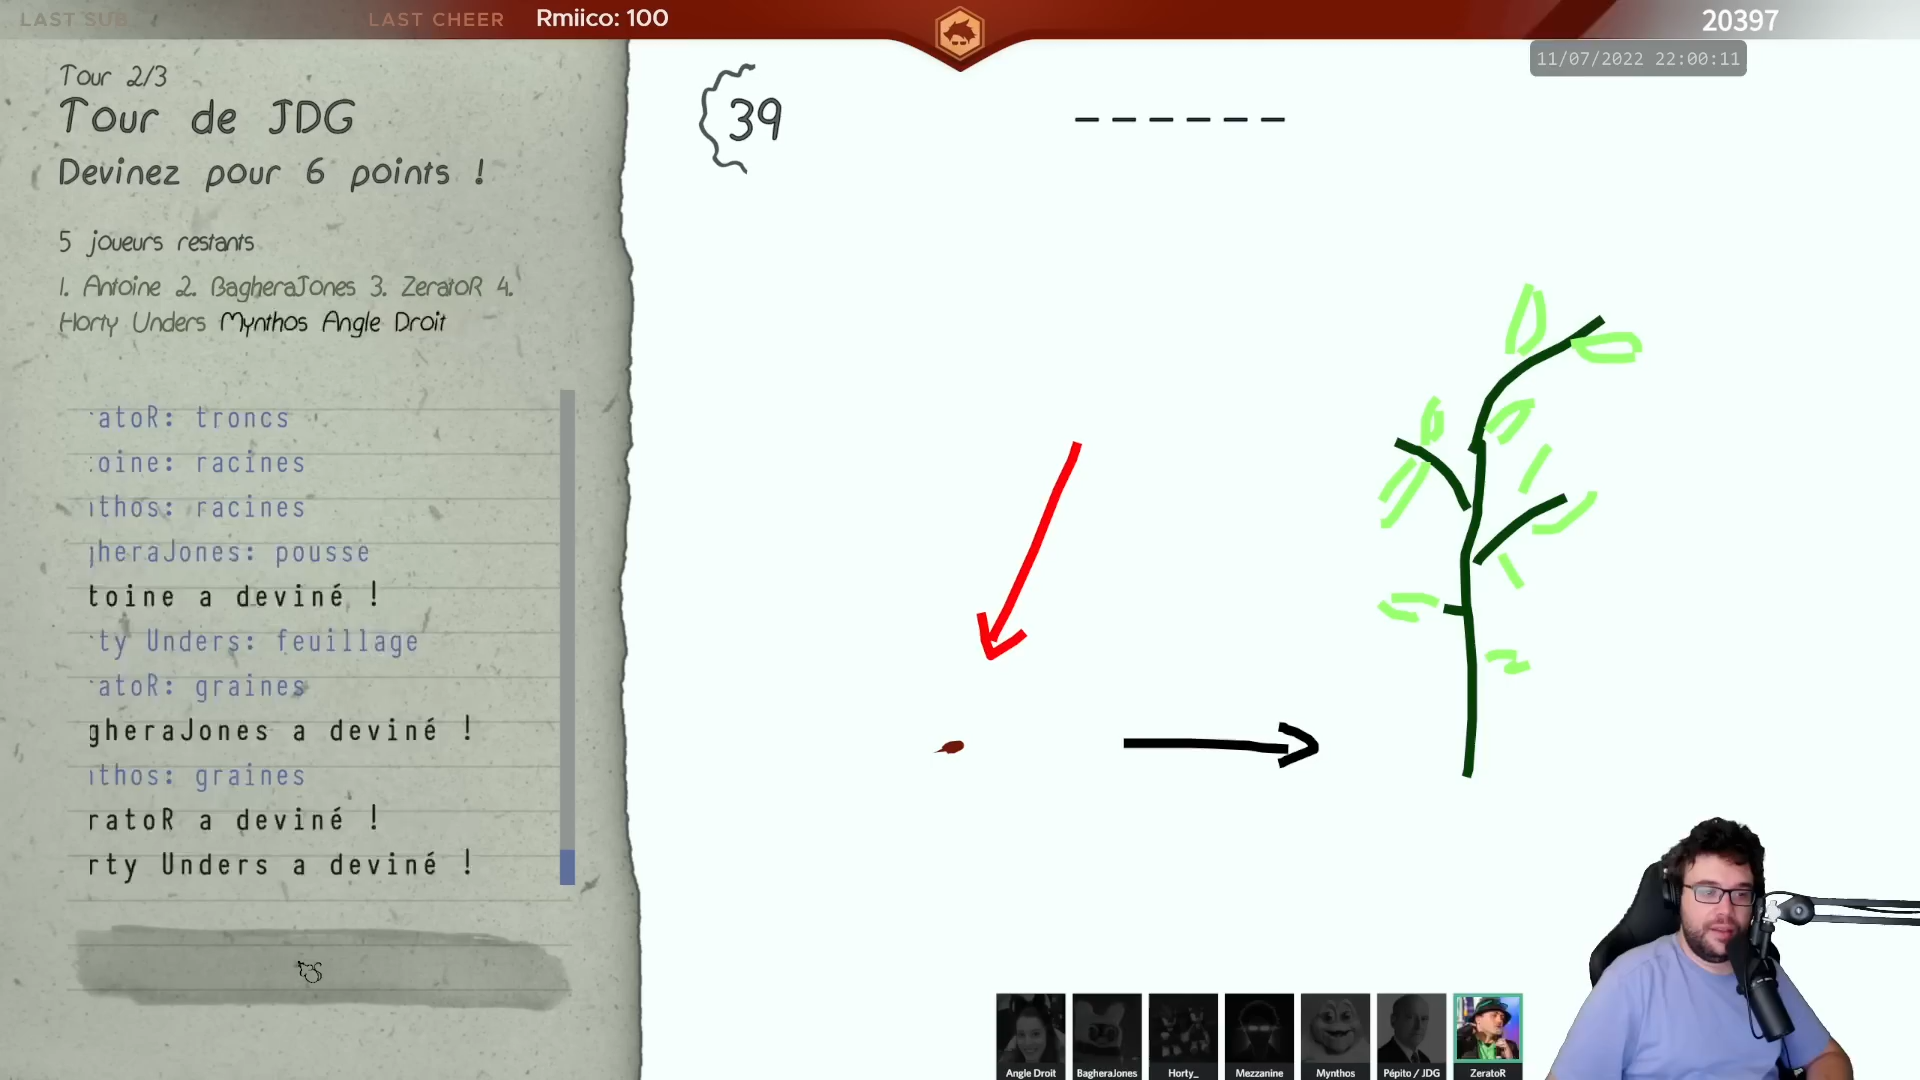 LAST SUB
LAST CHEER Rmiico: 100
20397
11/07/2022 22:00:11
Tour 2/3
Tour de JDG
Devinez pour 6 points !
39
5 joueurs restants
1. Antoine 2. BagheraJones 3. ZeratoR 4.
Horty Unders Mynthos Angle Droit
atoR: troncs
oine: racines
thos: racines
gheraJones: pousse
toine a deviné !
ty Unders: feuillage
atoR: graines
gheraJones a deviné !
thos: graines
ratoR a deviné !
rty Unders a deviné !
Angle Droit
BagheraJones
Horty_
Mezzanine
Mynthos
Pépito / JDG
ZeratoR